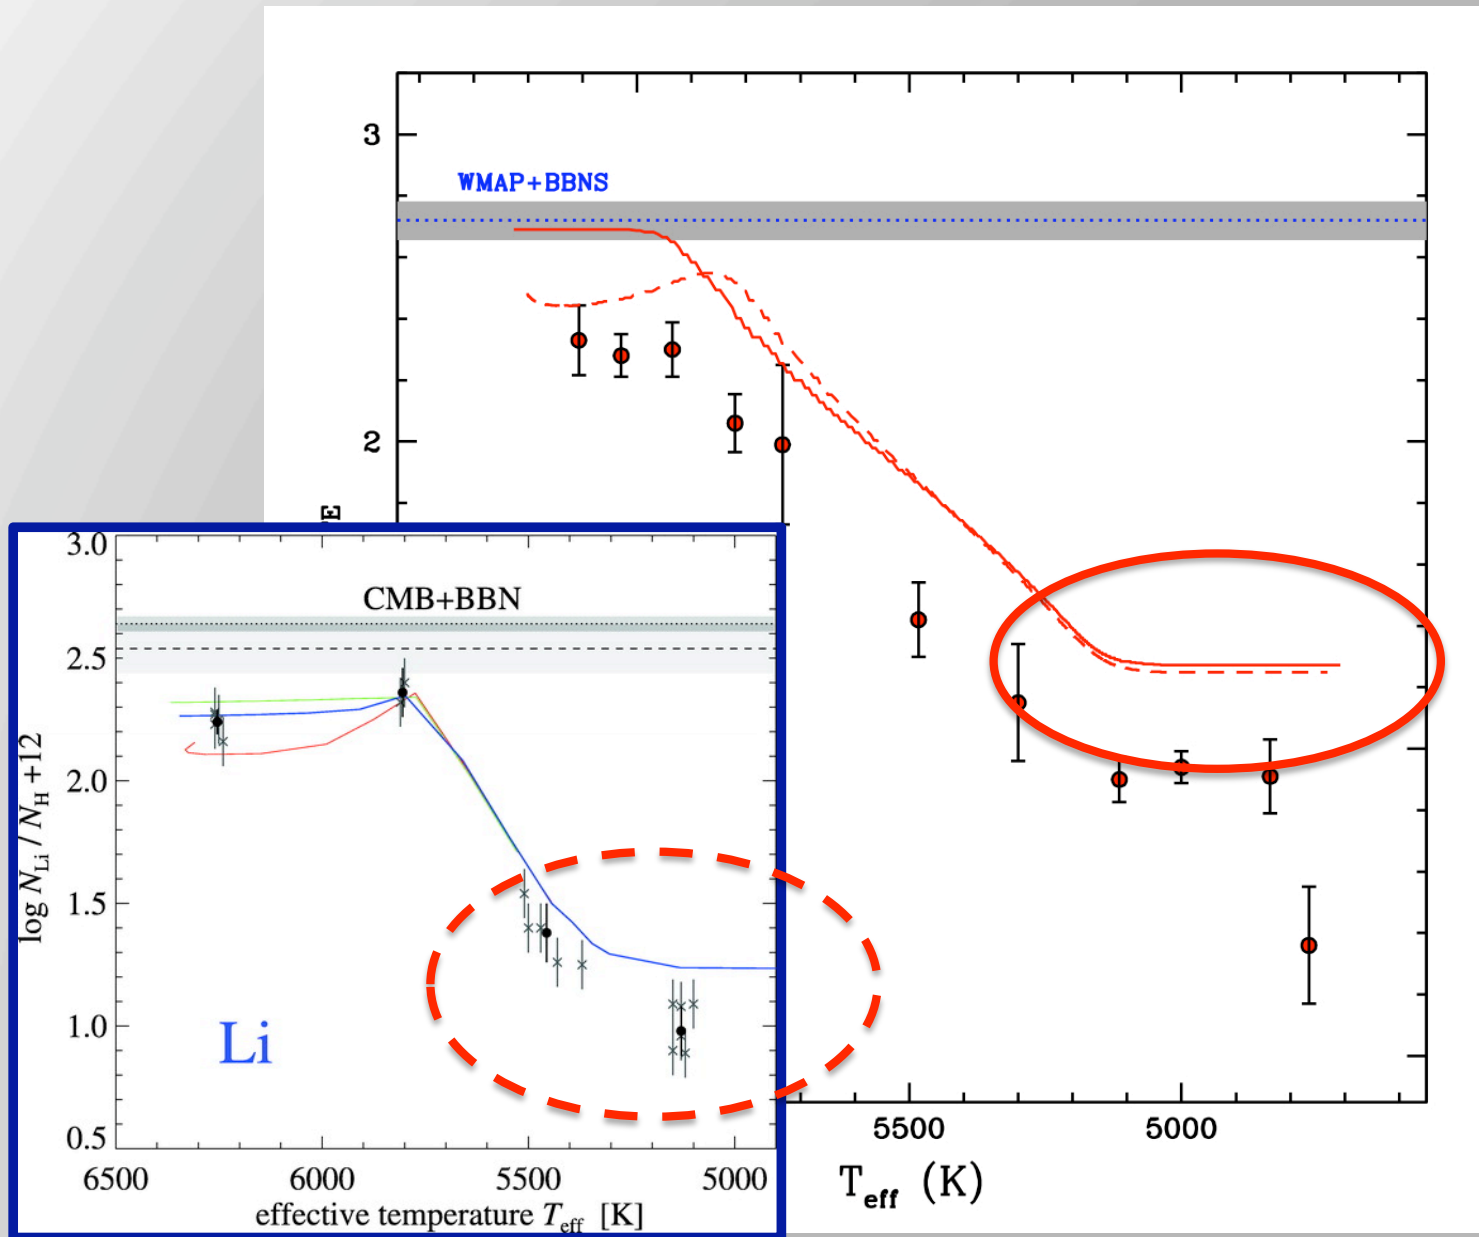 3
WMAP+BBNS
2
E
3.0
CMB+BBN
2.5
2.0
1.5
1.0
0.5
log N_Li / N_H +12
Li
6500 6000 5500 5000
effective temperature T_eff [K]
5500 5000
T_eff (K)